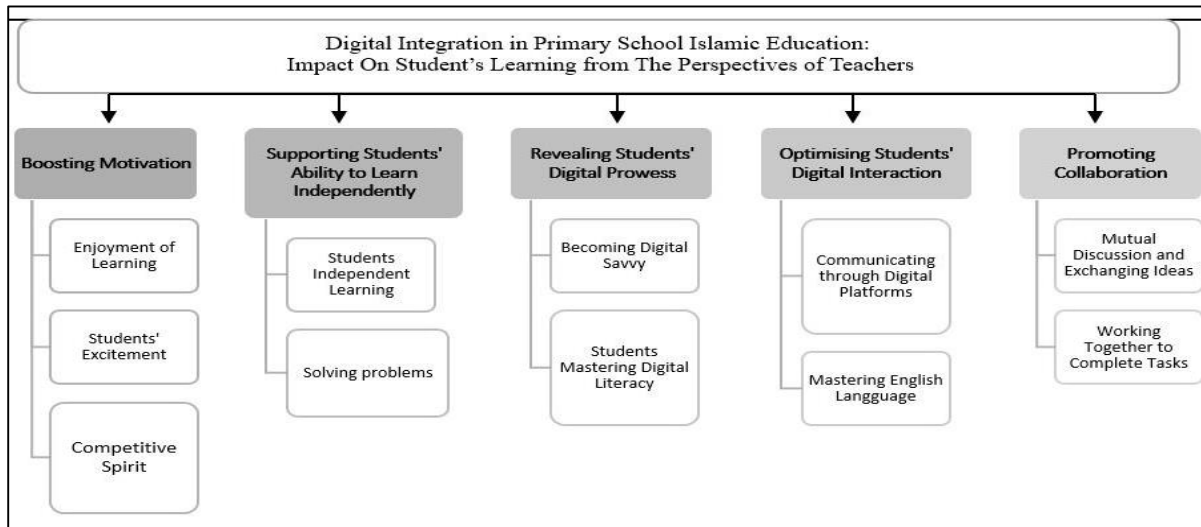 Digital Integration in Primary School Islamic Education:
Impact On Student's Learning from The Perspectives of Teachers
Boosting Motivation
Enjoyment of
Learning
Students'
Excitement
Competitive
Spirit
Supporting Students'
Ability to Learn
Independently
Students
Independent
Learning
Solving problems
Revealing Students'
Digital Prowess
Becoming Digital
Savvy
Students
Mastering Digital
Literacy
Optimising Students'
Digital Interaction
Communicating
through Digital
Platforms
Mastering English
Langguage
Promoting
Collaboration
Mutual
Discussion and
Exchanging Ideas
Working
Together to
Complete Tasks